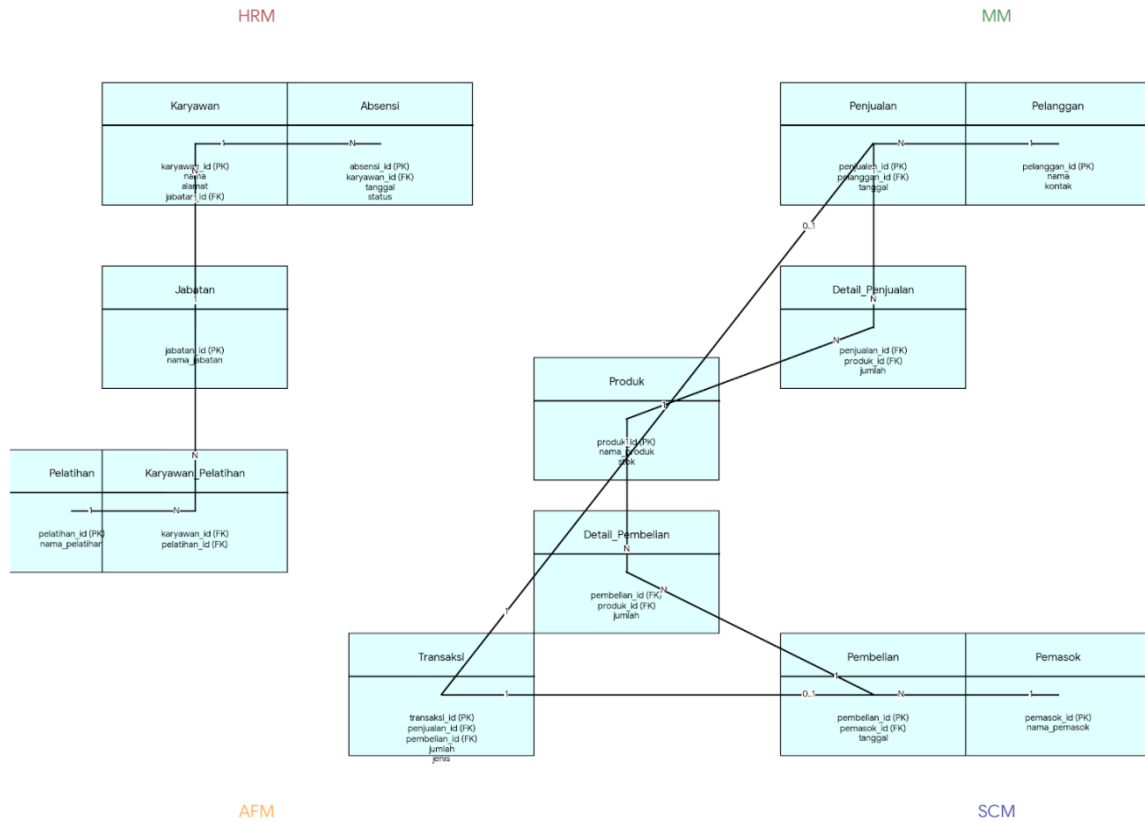 HRM
MM
Karyawan
Absensi
Penjualan
Pelanggan
1
N
N
1
karyawan_id (PK)
nama
alamat
jabatan_id (FK)
N
absensi_id (PK)
karyawan_id (FK)
tanggal
status
penjualan_id (PK)
pelanggan_id (FK)
tanggal
pelanggan_id (PK)
nama
kontak
0..1
Jabatan
1
jabatan_id (PK)
nama_jabatan
Detail_Penjualan
N
N
penjualan_id (FK)
produk_id (FK)
jumlah
Produk
1
1
produk_id (PK)
nama_produk
stok
Pelatihan
Karyawan_Pelatihan
N
1
N
pelatihan_id (PK)
nama_pelatihan
karyawan_id (FK)
pelatihan_id (FK)
Detail_Pembelian
N
N
pembelian_id (FK)
produk_id (FK)
jumlah
1
Transaksi
Pembelian
Pemasok
1
1
0..1
N
1
transaksi_id (PK)
penjualan_id (FK)
pembelian_id (FK)
jumlah
jenis
pembelian_id (PK)
pemasok_id (FK)
tanggal
pemasok_id (PK)
nama_pemasok
AFM
SCM